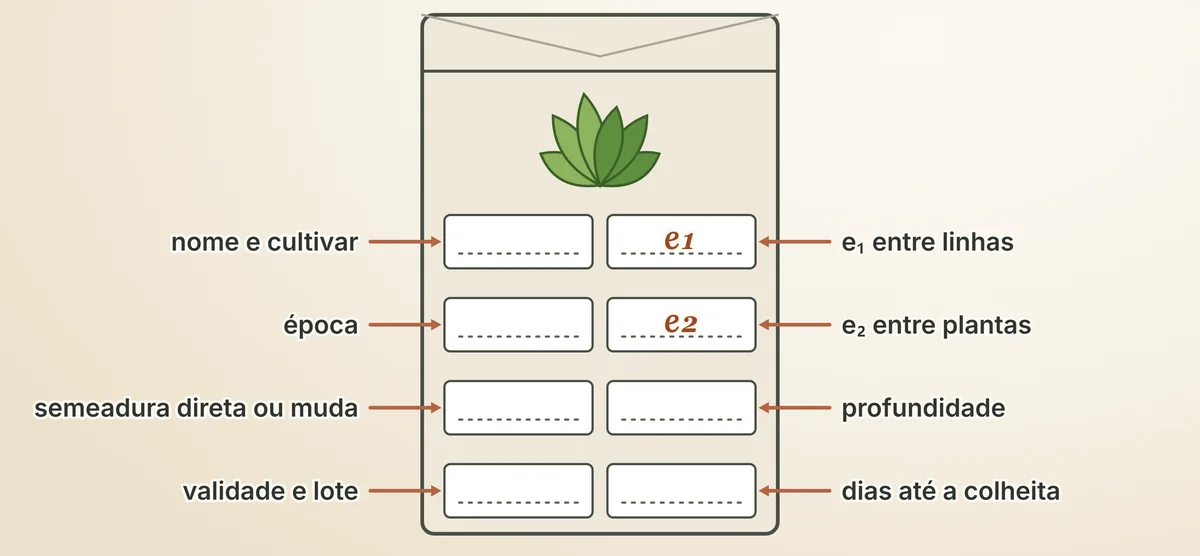 nome e cultivar
e1
e₁ entre linhas
época
e2
e₂ entre plantas
semeadura direta ou muda
profundidade
validade e lote
dias até a colheita